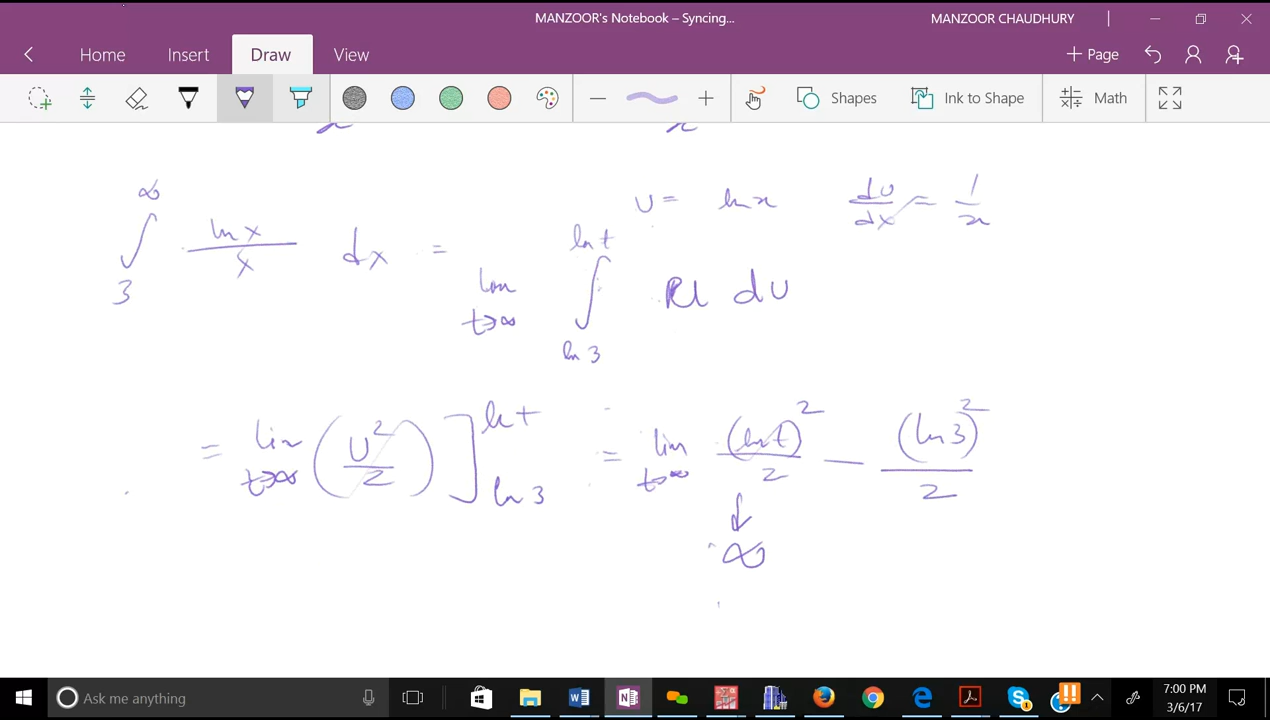 MANZOOR's Notebook – Syncing...
MANZOOR CHAUDHURY
Home Insert Draw View
Page
Shapes Ink to Shape Math
x x
∫₃^∞ (ln x)/x dx = lim t→∞ ∫_{ln 3}^{ln t} du
u = ln x du/dx = 1/x
= lim t→∞ (u²/2) ]_{ln 3}^{ln t} = lim t→∞ (ln t)²/2 − (ln 3)²/2
↓
∞
Ask me anything
7:00 PM
3/6/17